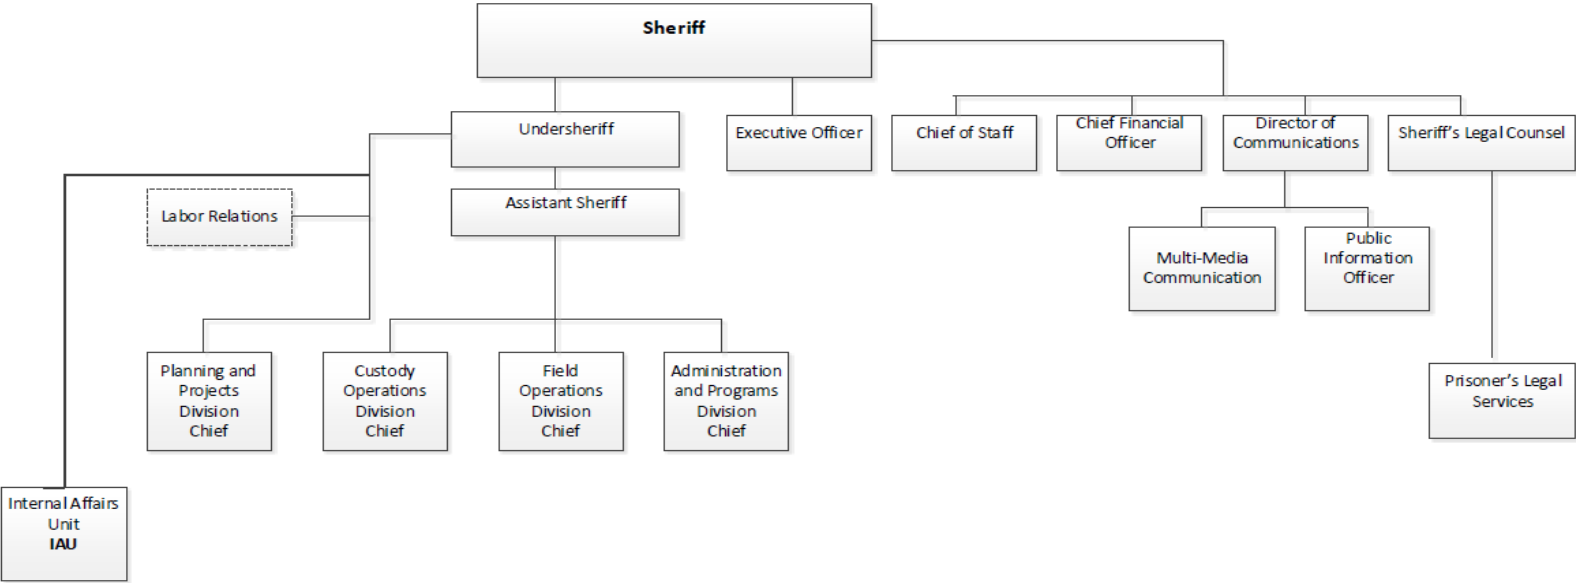 Sheriff
Undersheriff
Executive Officer
Chief of Staff
Chief Financial
Officer
Director of
Communications
Sheriff's Legal Counsel
Labor Relations
Assistant Sheriff
Multi-Media
Communication
Public
Information
Officer
Planning and
Projects
Division
Chief
Custody
Operations
Division
Chief
Field
Operations
Division
Chief
Administration
and Programs
Division
Chief
Prisoner's Legal
Services
Internal Affairs
Unit
IAU